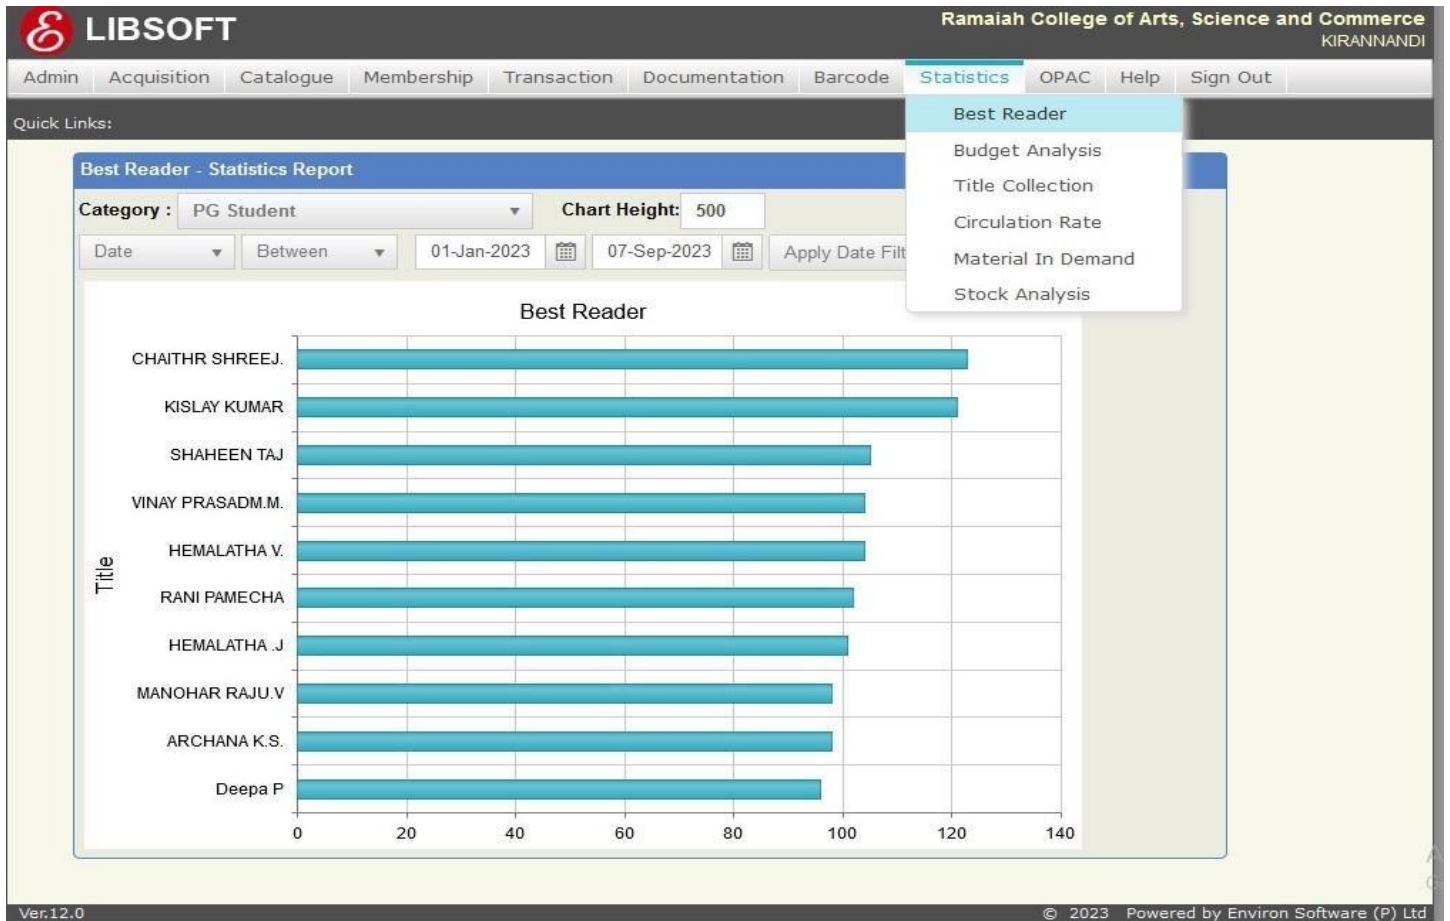 LIBSOFT
Ramaiah College of Arts, Science and Commerce
KIRANNANDI
Admin Acquisition Catalogue Membership Transaction Documentation Barcode Statistics OPAC Help Sign Out
Quick Links:
Best Reader
Budget Analysis
Title Collection
Circulation Rate
Material In Demand
Stock Analysis
Best Reader - Statistics Report
Category : PG Student Chart Height: 500
Date Between 01-Jan-2023 07-Sep-2023 Apply Date Filt
Best Reader
Title
CHAITHR SHREEJ.
KISLAY KUMAR
SHAHEEN TAJ
VINAY PRASADM.M.
HEMALATHA V.
RANI PAMECHA
HEMALATHA .J
MANOHAR RAJU.V
ARCHANA K.S.
Deepa P
0 20 40 60 80 100 120 140
Ver.12.0
© 2023 Powered by Environ Software (P) Ltd